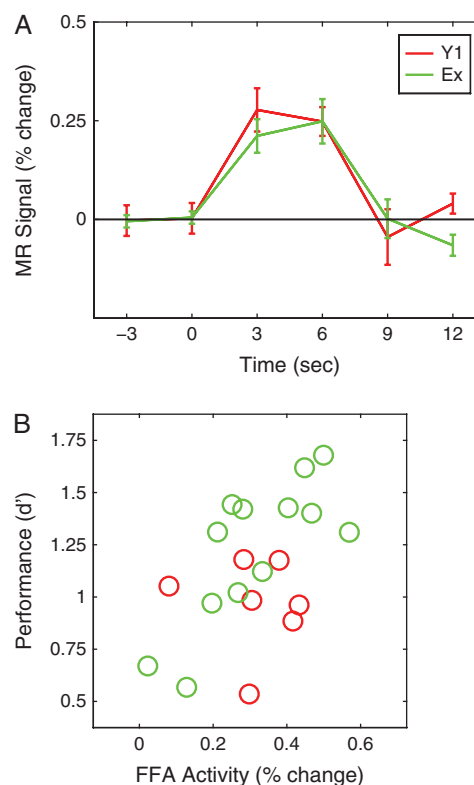 A
MR Signal (% change)
0.5
0.25
0
Y1
Ex
−3 0 3 6 9 12
Time (sec)
B
Performance (d')
1.75
1.5
1.25
1
0.75
0.5
0 0.2 0.4 0.6
FFA Activity (% change)